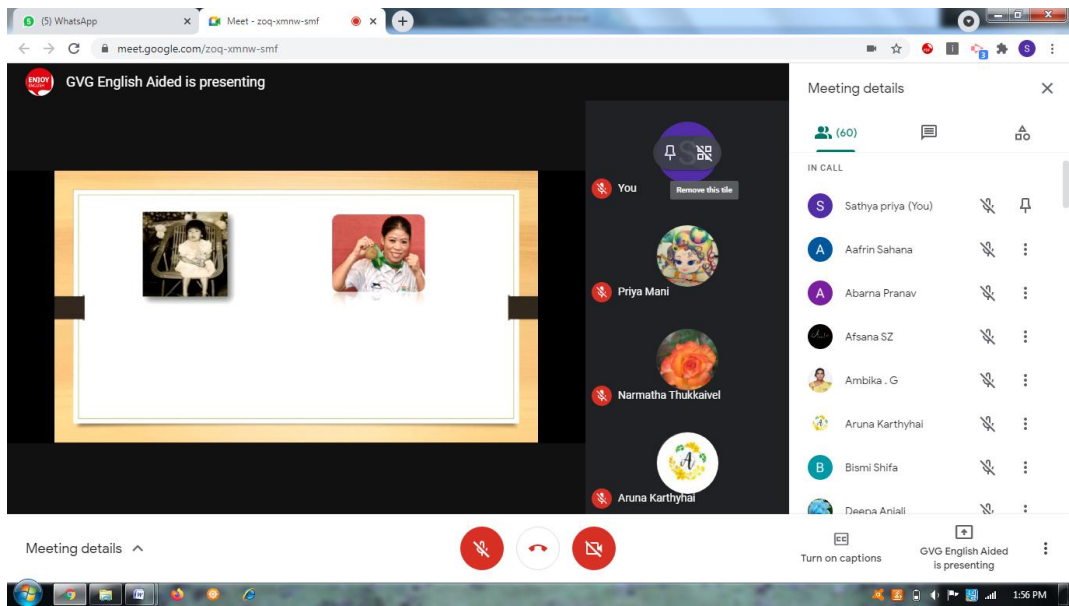 (5) WhatsApp
Meet - zoq-xmnw-smf
meet.google.com/zoq-xmnw-smf
3
S
ENJOY
GVG English Aided is presenting
Meeting details
(60)
IN CALL
You
Remove this tile
S Sathya priya (You)
A Aafrin Sahana
Priya Mani
A Abarna Pranav
Afsana SZ
Ambika . G
Narmatha Thukkaivel
A Aruna Karthyhai
B Bismi Shifa
A
Aruna Karthyhai
Deepa Anjali
Meeting details
CC
Turn on captions
GVG English Aided
is presenting
1:56 PM